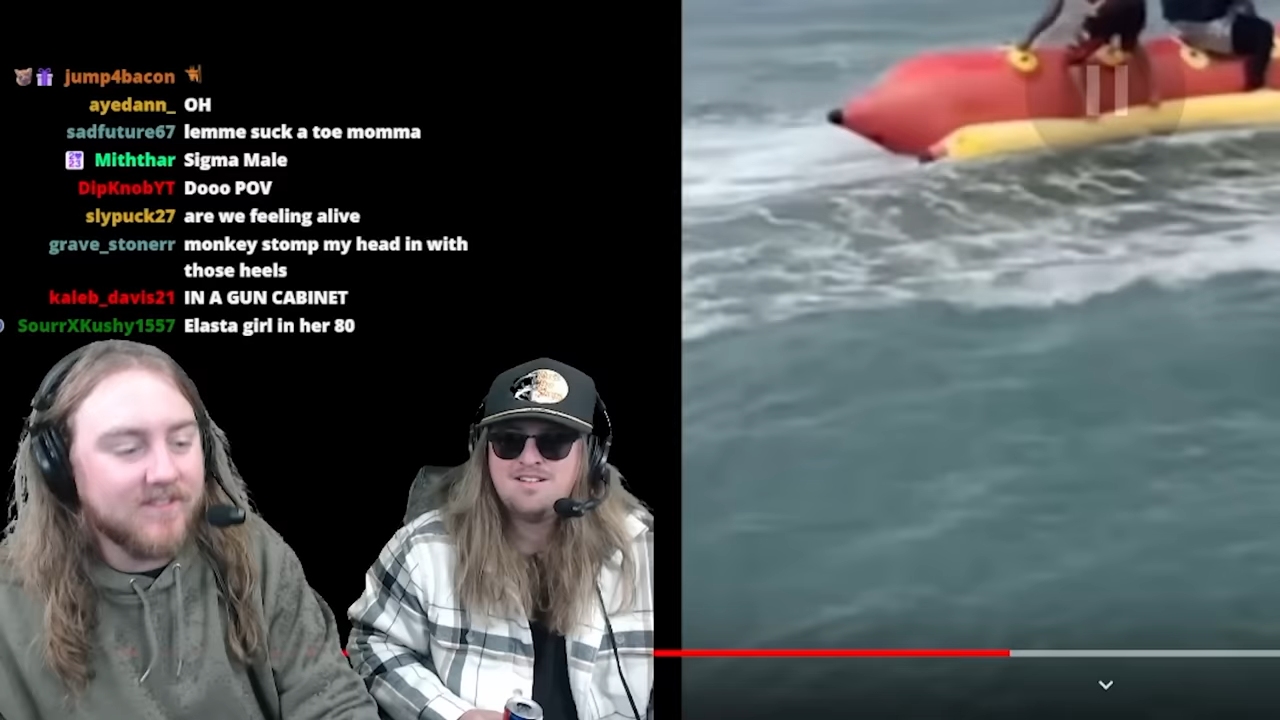 jump4bacon
ayedann_ OH
sadfuture67 lemme suck a toe momma
Miththar Sigma Male
DipKnobYT Dooo POV
slypuck27 are we feeling alive
grave_stonerr monkey stomp my head in with
those heels
kaleb_davis21 IN A GUN CABINET
SourrXKushy1557 Elasta girl in her 80